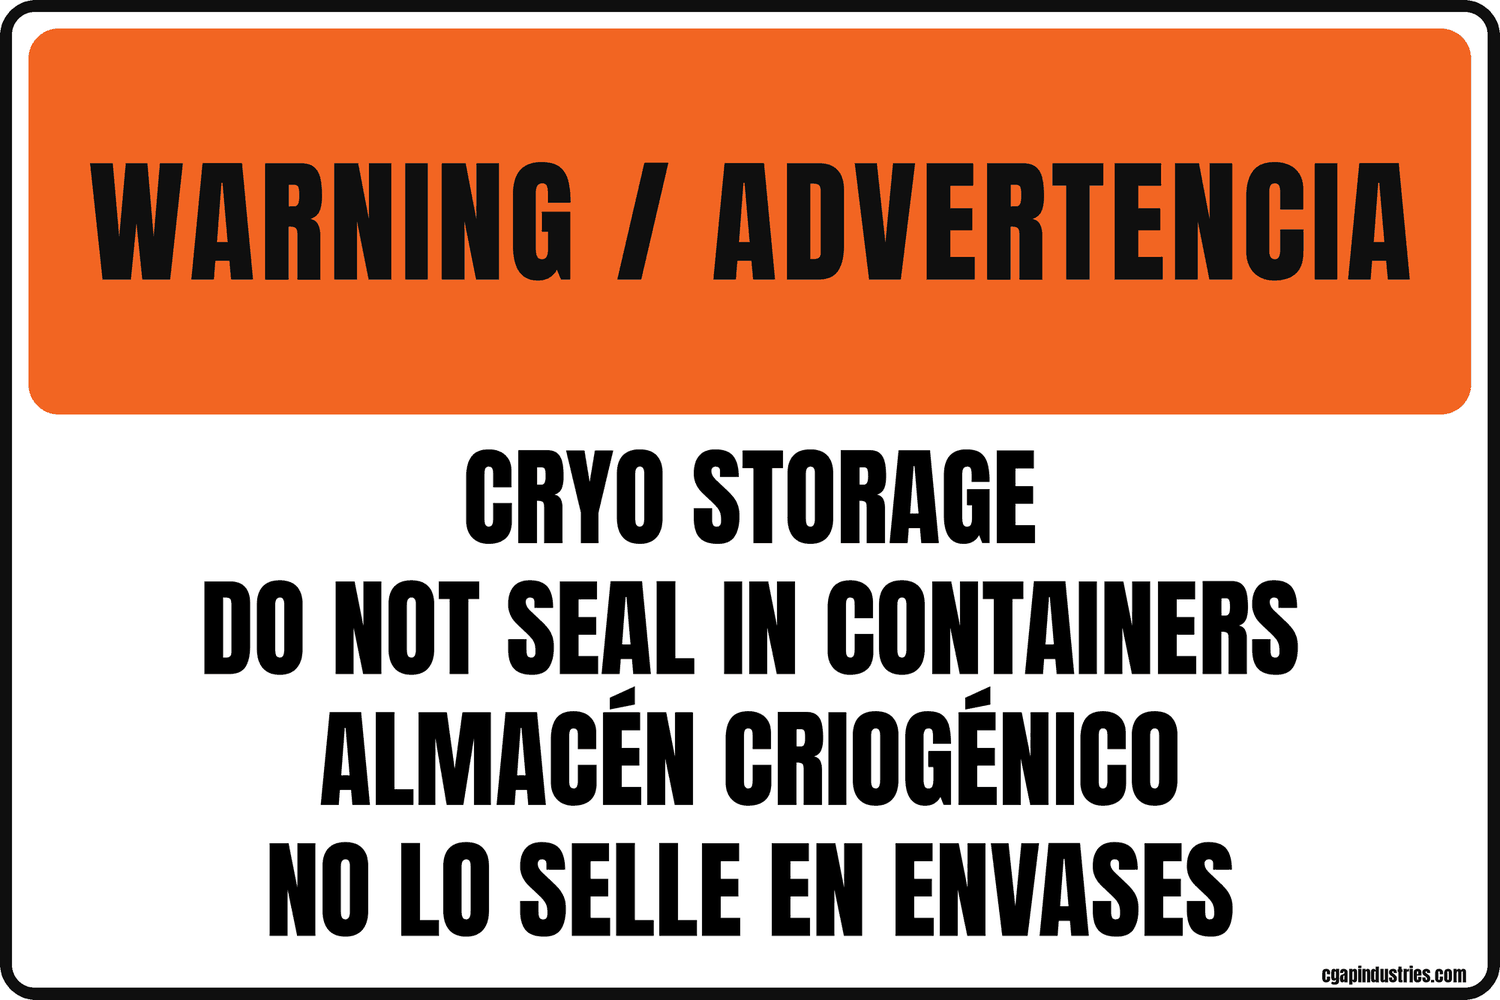 WARNING / ADVERTENCIA
CRYO STORAGE
DO NOT SEAL IN CONTAINERS
ALMACÉN CRIOGÉNICO
NO LO SELLE EN ENVASES
cgapindustries.com